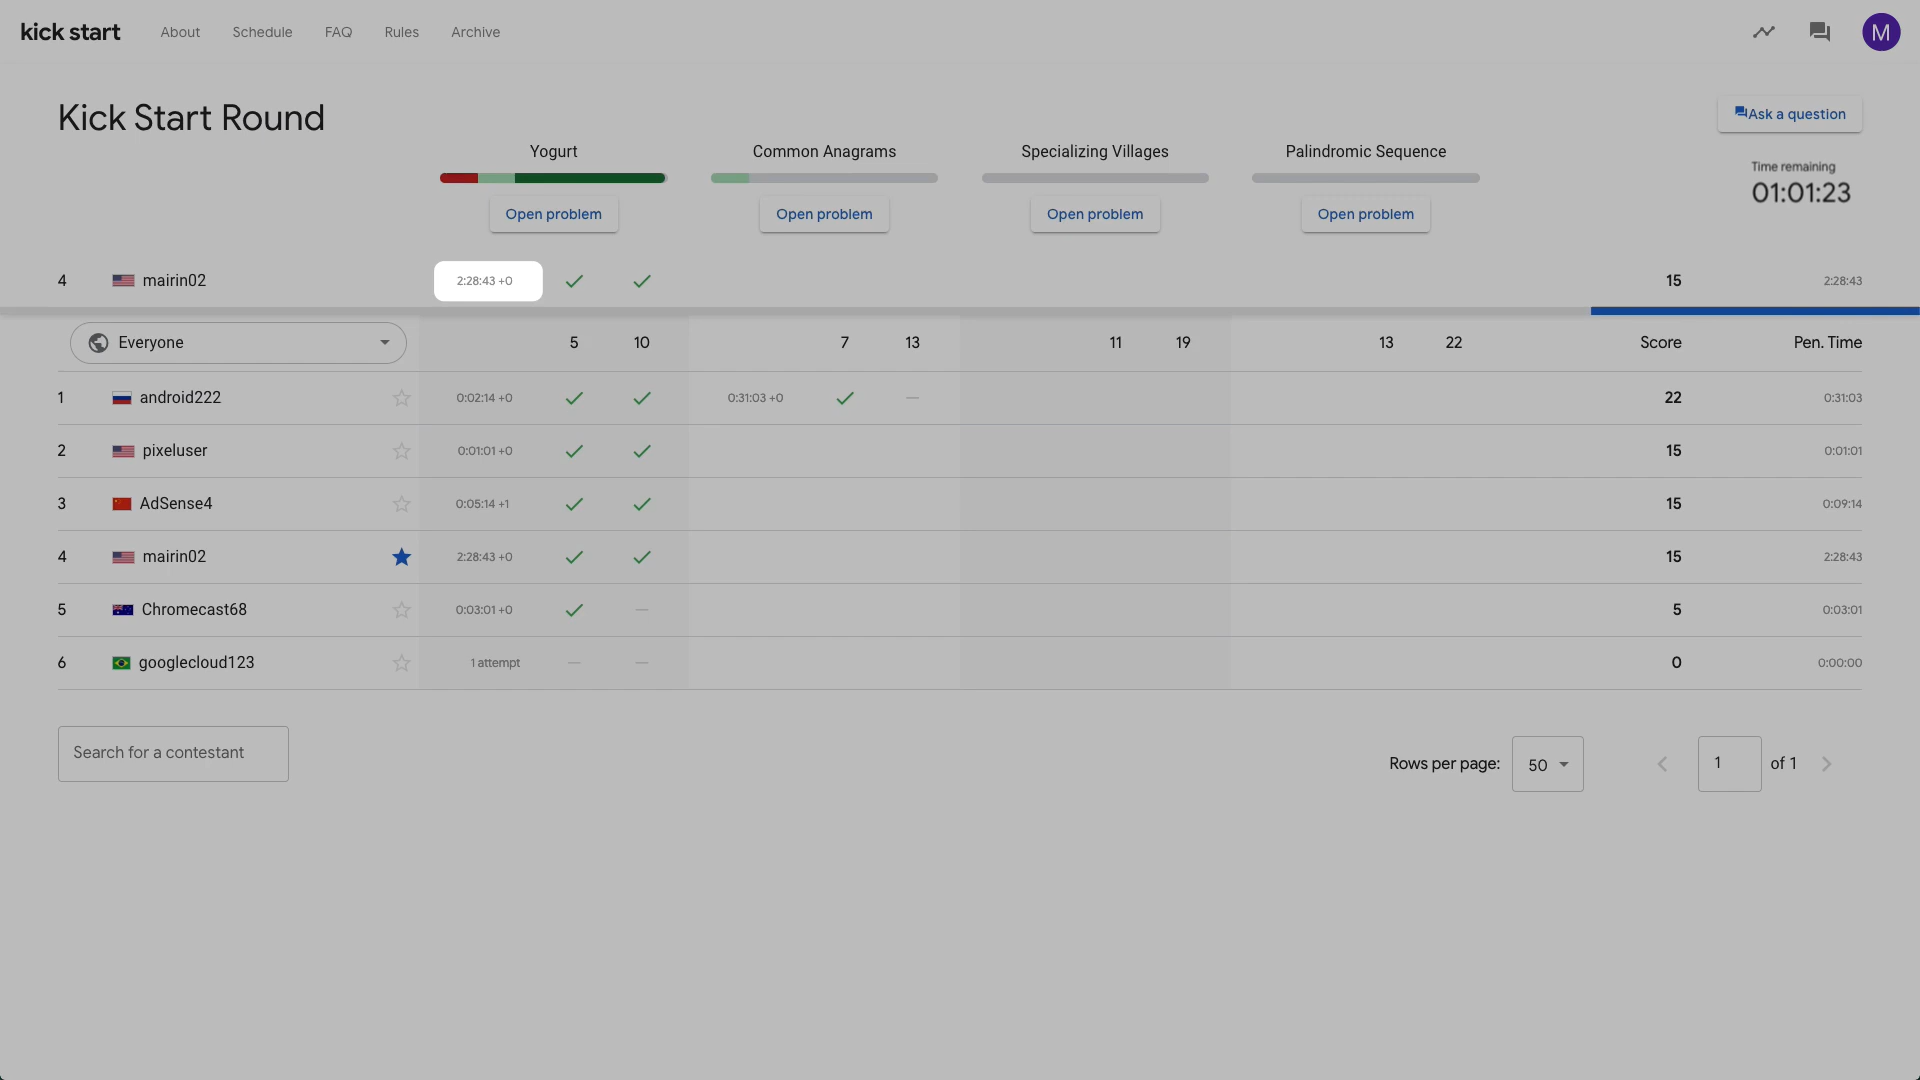 kick start About Schedule FAQ Rules Archive M
Kick Start Round
Ask a question
Yogurt Common Anagrams Specializing Villages Palindromic Sequence
Time remaining
01:01:23
Open problem Open problem Open problem Open problem
4 mairin02 2:28:43 +0 15 2:28:43
Everyone 5 10 7 13 11 19 13 22 Score Pen. Time
1 android222 0:02:14 +0 0:31:03 +0 — 22 0:31:03
2 pixeluser 0:01:01 +0 15 0:01:01
3 AdSense4 0:05:14 +1 15 0:09:14
4 mairin02 2:28:43 +0 15 2:28:43
5 Chromecast68 0:03:01 +0 — 5 0:03:01
6 googlecloud123 1 attempt — — 0 0:00:00
Search for a contestant
Rows per page: 50 1 of 1